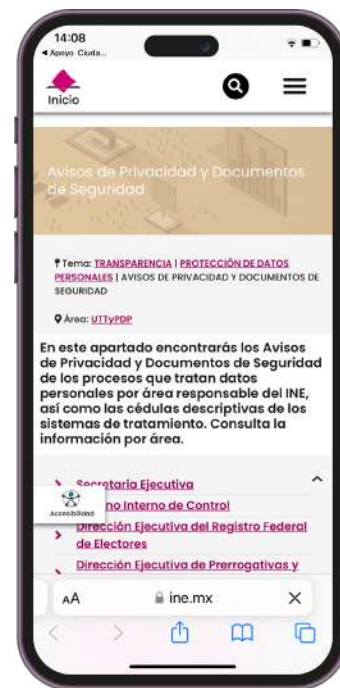 14:08
◀ Apoyo Ciuda...
Inicio
Avisos de Privacidad y Documentos
de Seguridad
Tema: TRANSPARENCIA | PROTECCIÓN DE DATOS
PERSONALES | AVISOS DE PRIVACIDAD Y DOCUMENTOS DE
SEGURIDAD
Área: UTTyPDP
En este apartado encontrarás los Avisos
de Privacidad y Documentos de Seguridad
de los procesos que tratan datos
personales por área responsable del INE,
así como las cédulas descriptivas de los
sistemas de tratamiento. Consulta la
información por área.
Secretaría Ejecutiva
no Interno de Control
Accesibilidad
Dirección Ejecutiva del Registro Federal
de Electores
Dirección Ejecutiva de Prerrogativas y
AA
ine.mx